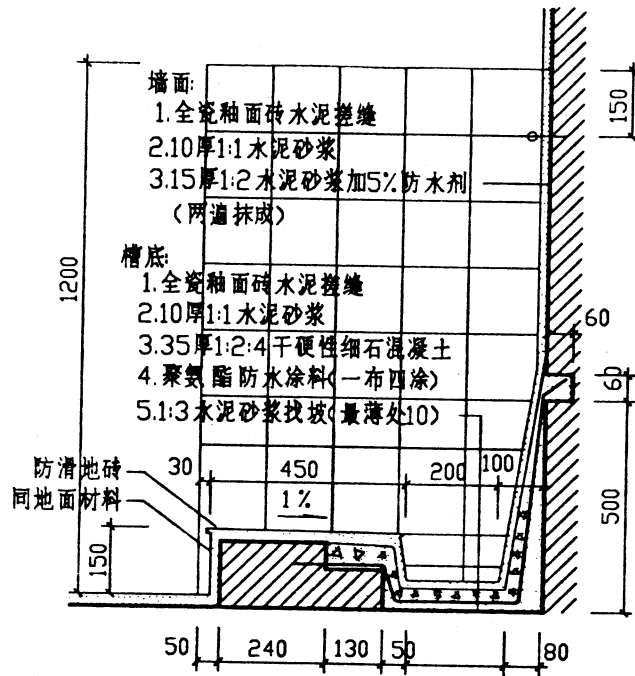 墙面:
1.全瓷釉面砖水泥搓缝
2.10厚1:1水泥砂浆
3.15厚1:2水泥砂浆加5%防水剂
(两遍抹成)
槽底:
1.全瓷釉面砖水泥搓缝
2.10厚1:1水泥砂浆
3.35厚1:2:4干硬性细石混凝土
4.聚氨酯防水涂料(一布四涂)
5.1:3水泥砂浆找坡(最薄处10)
150
1200
60
60
防滑地砖
30 450 200 100
同地面材料
1%
500
150
50 240 130 50 80